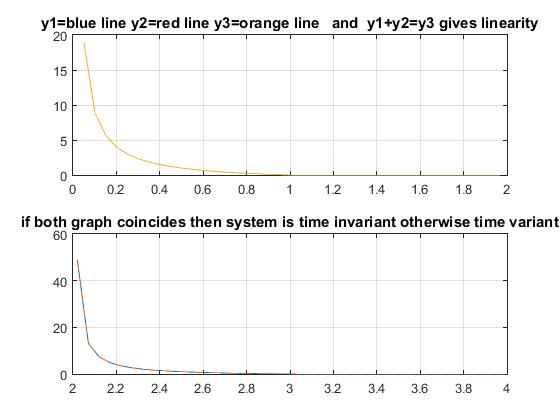 y1=blue line y2=red line y3=orange line   and  y1+y2=y3 gives linearity
20
15
10
5
0
0 0.2 0.4 0.6 0.8 1 1.2 1.4 1.6 1.8 2
if both graph coincides then system is time invariant otherwise time variant
60
40
20
0
2 2.2 2.4 2.6 2.8 3 3.2 3.4 3.6 3.8 4